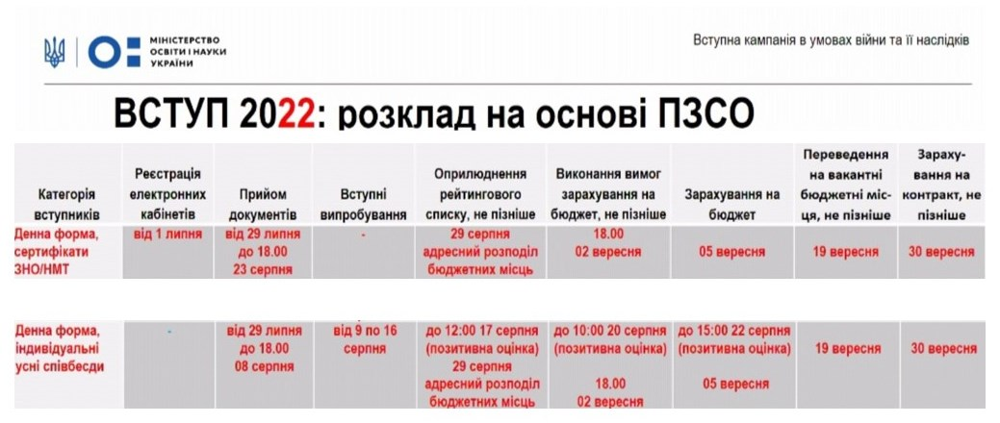 МІНІСТЕРСТВО
ОСВІТИ І НАУКИ
УКРАЇНИ
Вступна кампанія в умовах війни та її наслідків
ВСТУП 2022: розклад на основі ПЗСО
Категорія
вступників
Реєстрація
електронних
кабінетів
Прийом
документів
Вступні
випробування
Оприлюднення
рейтингового
списку, не пізніше
Виконання вимог
зарахування на
бюджет, не пізніше
Зарахування на
бюджет
Переведення
на вакантні
бюджетні міс-
ця, не пізніше
Зараху-
вання на
контракт, не
пізніше
Денна форма,
сертифікати
ЗНО/НМТ
від 1 липня
від 29 липня
до 18.00
23 серпня
-
29 серпня
адресний розподіл
бюджетних місць
18.00
02 вересня
05 вересня
19 вересня
30 вересня
Денна форма,
індивідуальні
усні співбесди
-
від 29 липня
до 18.00
08 серпня
від 9 по 16
серпня
до 12:00 17 серпня
(позитивна оцінка)
29 серпня
адресний розподіл
бюджетних місць
до 10:00 20 серпня
(позитивна оцінка)
18.00
02 вересня
до 15:00 22 серпня
(позитивна оцінка)
05 вересня
19 вересня
30 вересня